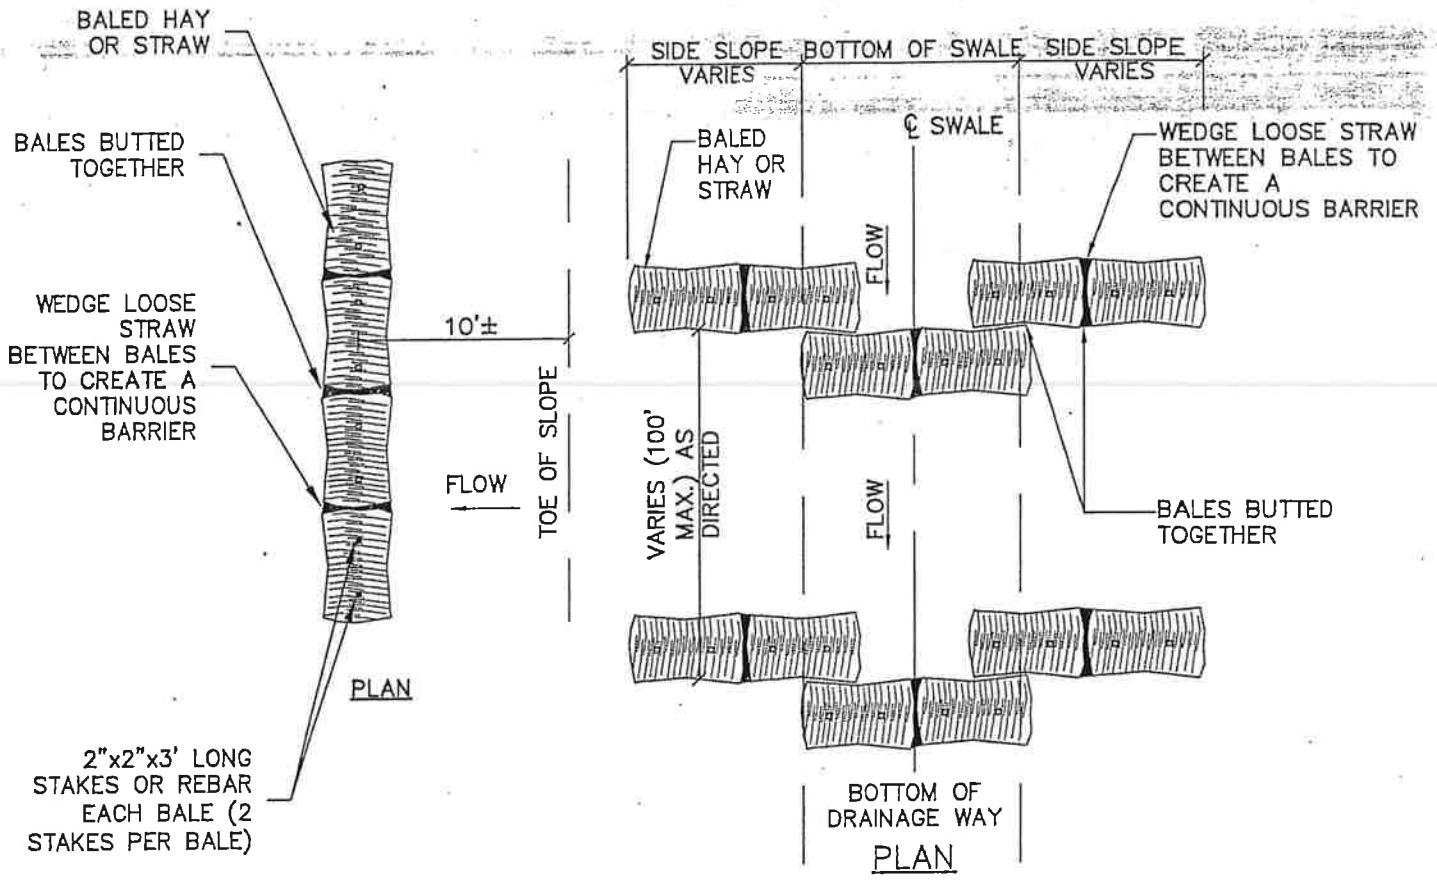 BALED HAY
OR STRAW
BALES BUTTED
TOGETHER
WEDGE LOOSE
STRAW
BETWEEN BALES
TO CREATE A
CONTINUOUS
BARRIER
10'±
TOE OF SLOPE
FLOW
PLAN
2"x2"x3' LONG
STAKES OR REBAR
EACH BALE (2
STAKES PER BALE)
SIDE SLOPE
VARIES
BOTTOM OF SWALE
SIDE SLOPE
VARIES
℄ SWALE
BALED
HAY OR
STRAW
WEDGE LOOSE STRAW
BETWEEN BALES TO
CREATE A
CONTINUOUS BARRIER
FLOW
VARIES (100'
MAX.) AS
DIRECTED
FLOW
BALES BUTTED
TOGETHER
BOTTOM OF
DRAINAGE WAY
PLAN